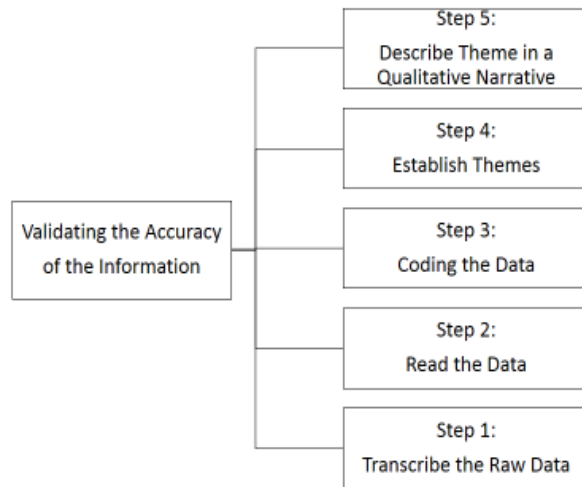 Step 5:
Describe Theme in a
Qualitative Narrative
Step 4:
Establish Themes
Validating the Accuracy
of the Information
Step 3:
Coding the Data
Step 2:
Read the Data
Step 1:
Transcribe the Raw Data